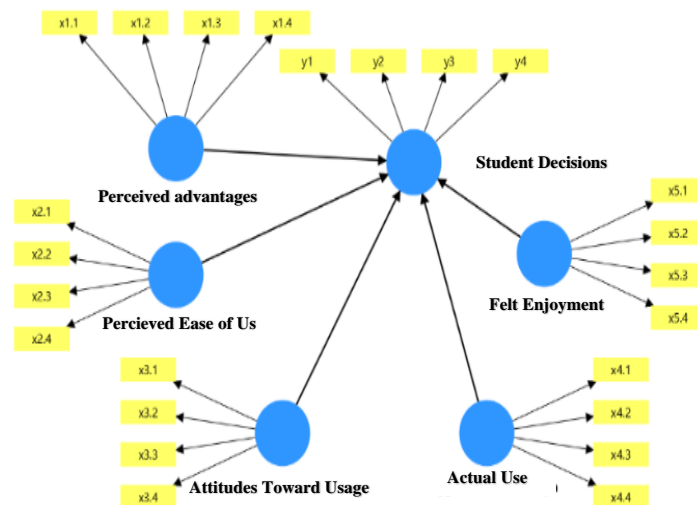 x1.1
x1.2
x1.3
x1.4
y1
y2
y3
y4
Student Decisions
Perceived advantages
x2.1
x2.2
x2.3
x2.4
Percieved Ease of Us
x5.1
x5.2
x5.3
x5.4
Felt Enjoyment
x3.1
x3.2
x3.3
x3.4
Attitudes Toward Usage
x4.1
x4.2
x4.3
x4.4
Actual Use
)